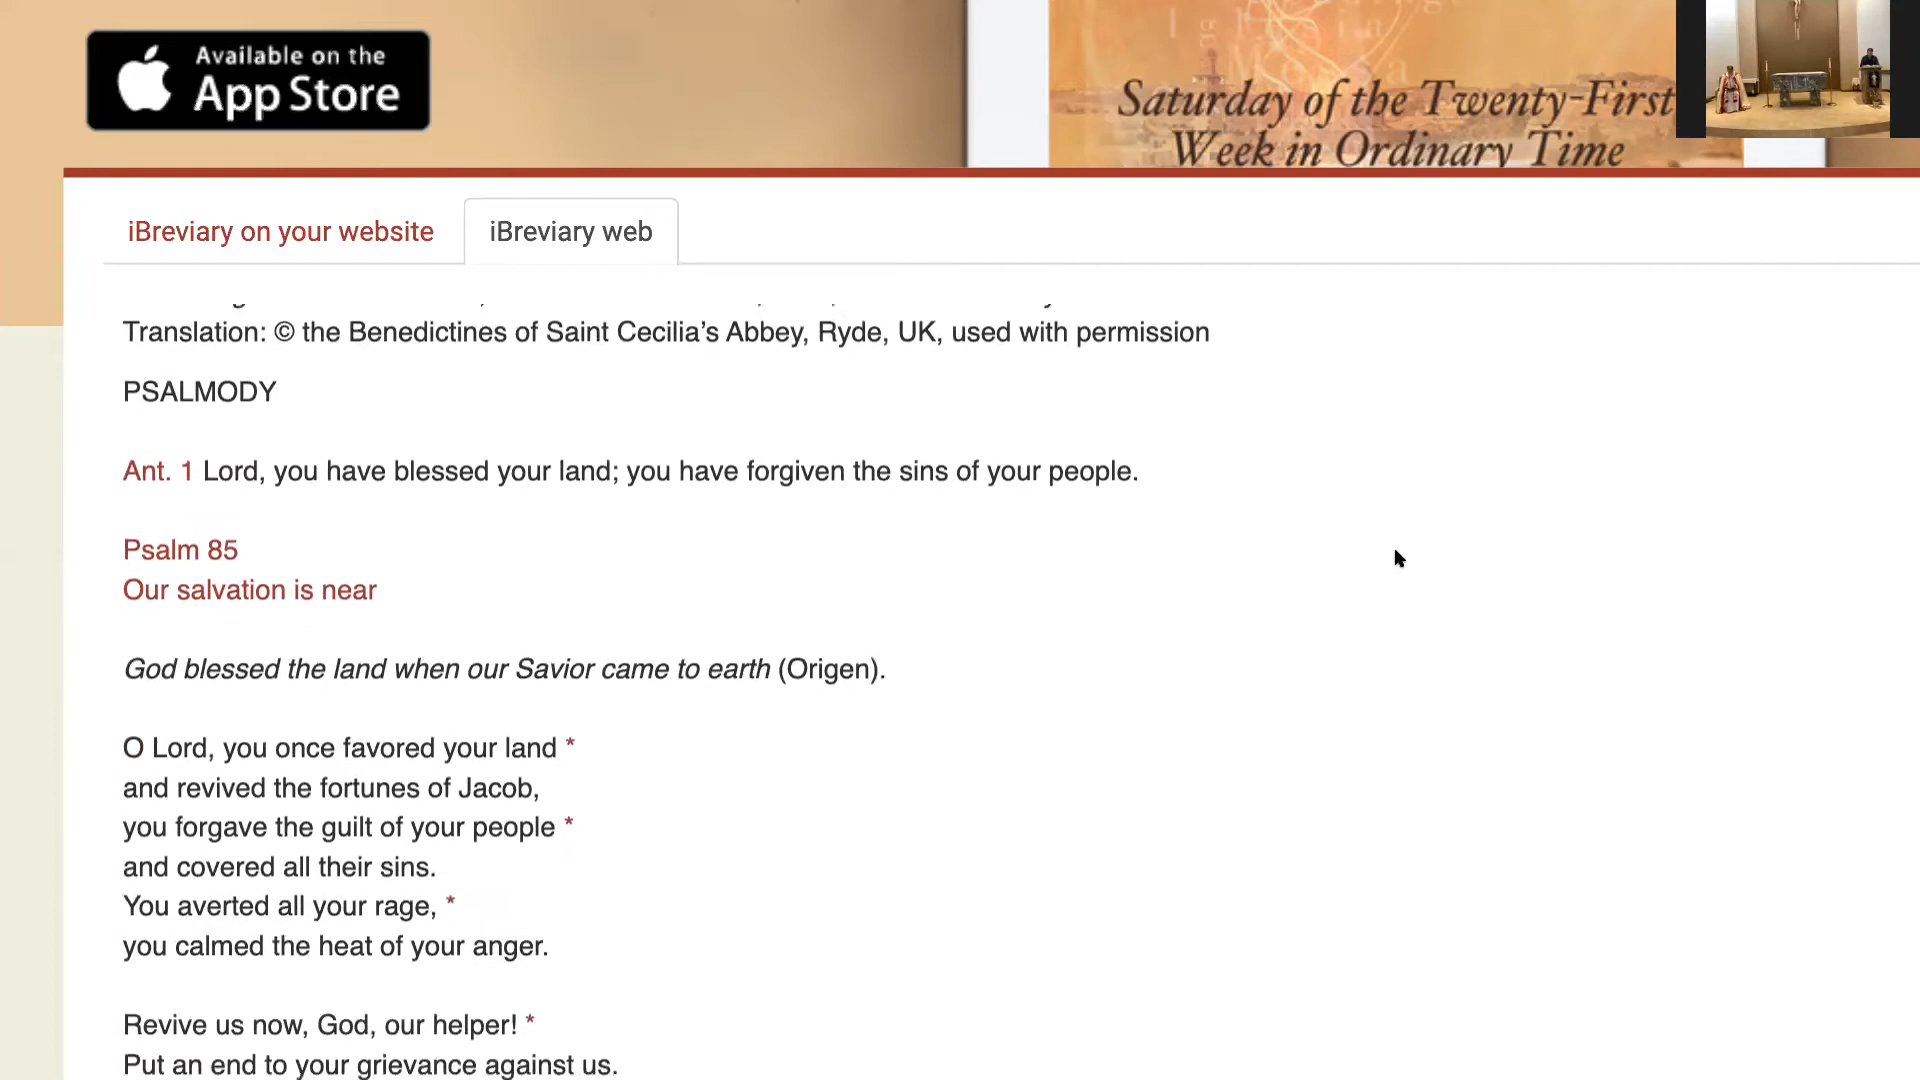 Available on the
App Store
Saturday of the Twenty-First
Week in Ordinary Time
iBreviary on your website
iBreviary web
Translation: © the Benedictines of Saint Cecilia’s Abbey, Ryde, UK, used with permission
PSALMODY
Ant. 1 Lord, you have blessed your land; you have forgiven the sins of your people.
Psalm 85
Our salvation is near
God blessed the land when our Savior came to earth (Origen).
O Lord, you once favored your land *
and revived the fortunes of Jacob,
you forgave the guilt of your people *
and covered all their sins.
You averted all your rage, *
you calmed the heat of your anger.
Revive us now, God, our helper! *
Put an end to your grievance against us.